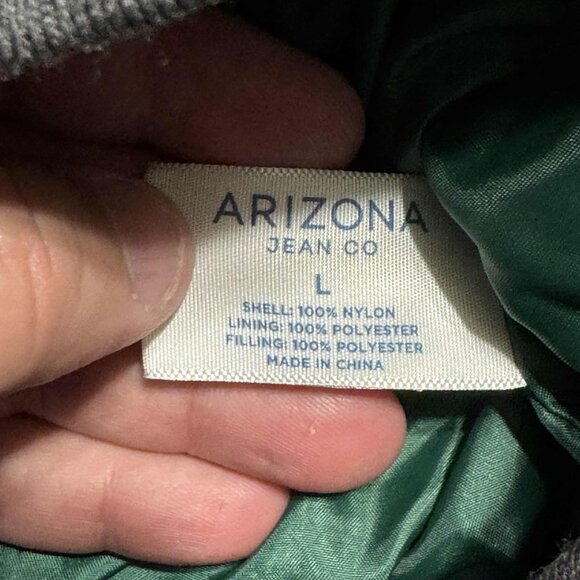 ARIZONA
JEAN CO
L
SHELL: 100% NYLON
LINING: 100% POLYESTER
FILLING: 100% POLYESTER
MADE IN CHINA